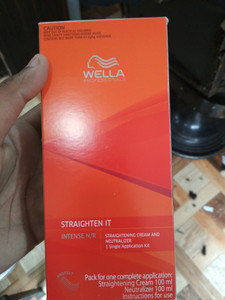 CAUTION
WELLA
PROFESSIONALS
STRAIGHTEN IT
INTENSE N/R
STRAIGHTENING CREAM AND
NEUTRALIZER
1 Single Application Kit
Pack for one complete application:
Straightening Cream 100 ml
Neutralizer 100 ml
Instructions for use